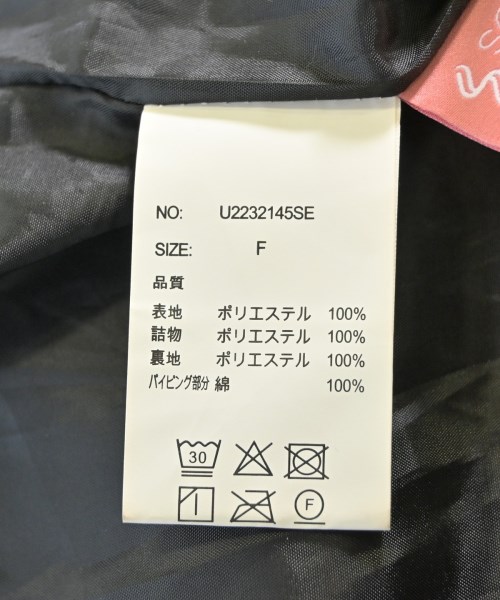 NO: U2232145SE
SIZE: F
品質
表地 ポリエステル 100%
詰物 ポリエステル 100%
裏地 ポリエステル 100%
パイピング部分 綿 100%
30
F